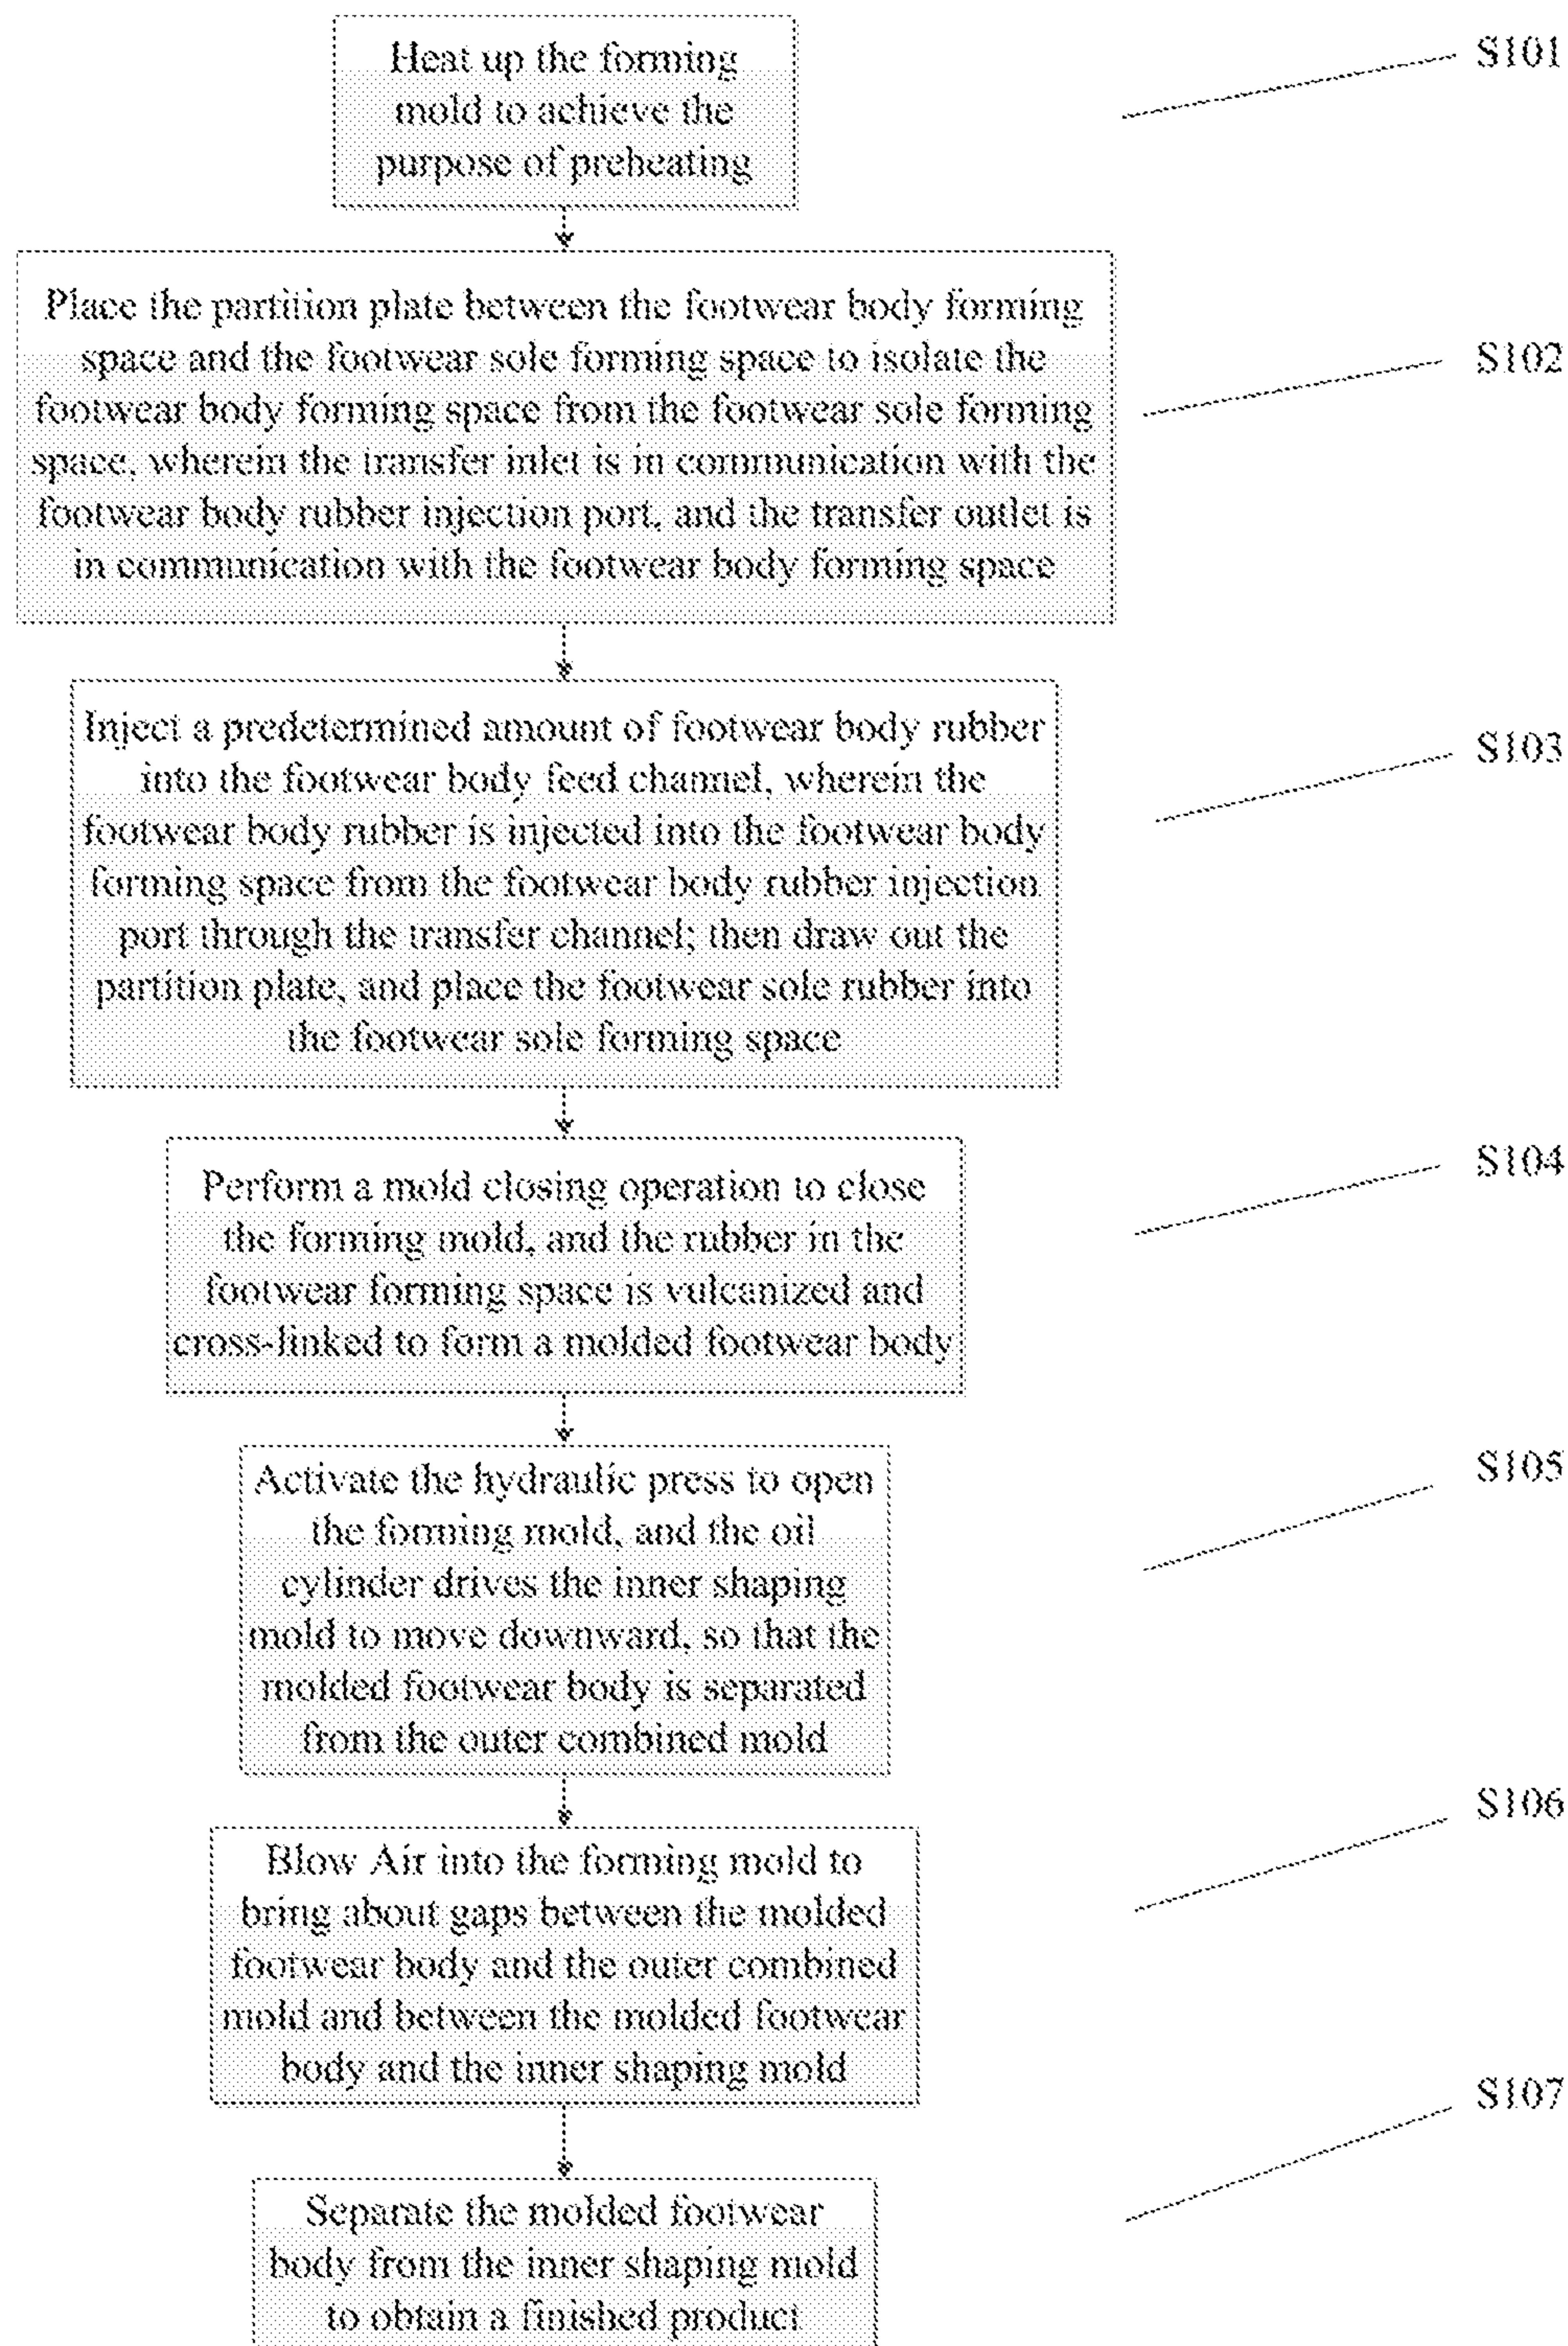 Heat up the forming
mold to achieve the
purpose of preheating
S101
Place the partition plate between the footwear body forming
space and the footwear sole forming space to isolate the
footwear body forming space from the footwear sole forming
space, wherein the transfer inlet is in communication with the
footwear body rubber injection port, and the transfer outlet is
in communication with the footwear body forming space
S102
Inject a predetermined amount of footwear body rubber
into the footwear body feed channel, wherein the
footwear body rubber is injected into the footwear body
forming space from the footwear body rubber injection
port through the transfer channel; then draw out the
partition plate, and place the footwear sole rubber into
the footwear sole forming space
S103
Perform a mold closing operation to close
the forming mold, and the rubber in the
footwear forming space is vulcanized and
cross-linked to form a molded footwear body
S104
Activate the hydraulic press to open
the forming mold, and the oil
cylinder drives the inner shaping
mold to move downward, so that the
molded footwear body is separated
from the outer combined mold
S105
Blow Air into the forming mold to
bring about gaps between the molded
footwear body and the outer combined
mold and between the molded footwear
body and the inner shaping mold
S106
Separate the molded footwear
body from the inner shaping mold
to obtain a finished product
S107